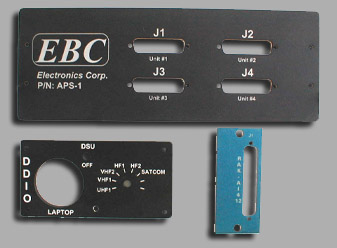 EBC
Electronics Corp.
P/N: APS-1
J1
Unit #1
J2
Unit #2
J3
Unit #3
J4
Unit #4
DSU
DDIO
OFF
HF1
HF2
VHF2
SATCOM
VHF1
UHF1
LAPTOP